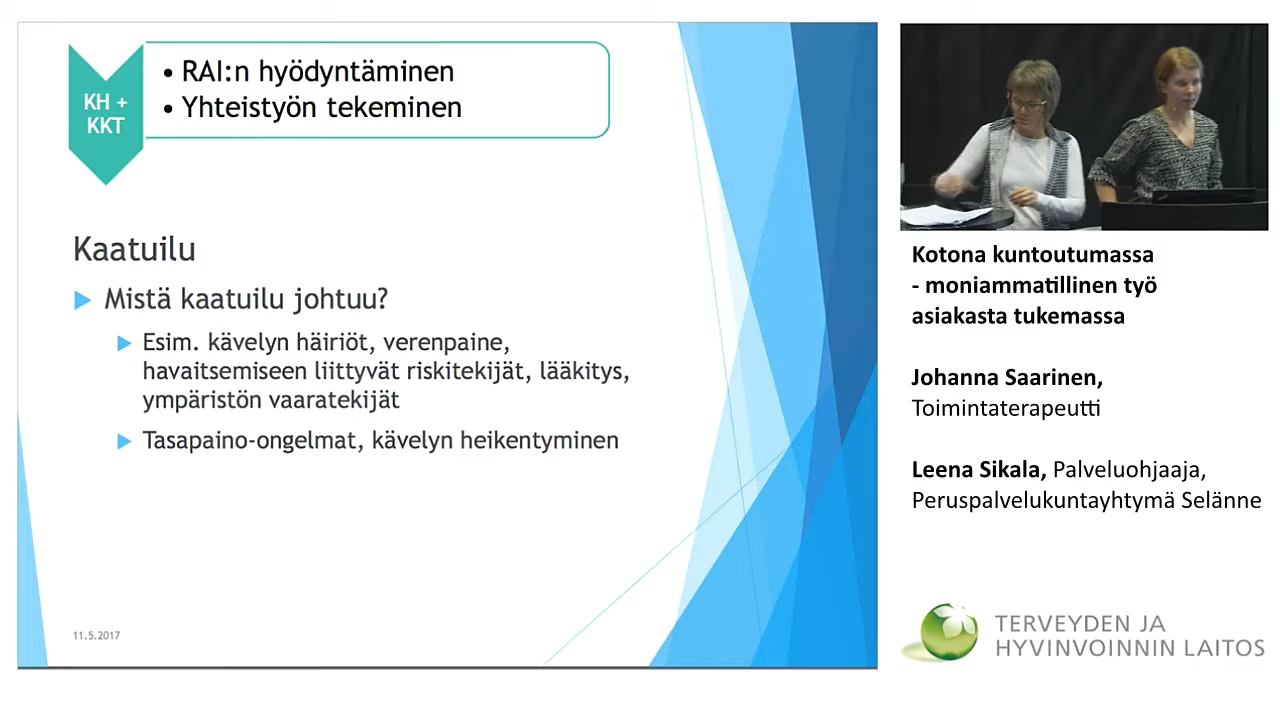 KH +
KKT
• RAI:n hyödyntäminen
• Yhteistyön tekeminen
Kaatuilu
Mistä kaatuilu johtuu?
Esim. kävelyn häiriöt, verenpaine,
havaitsemiseen liittyvät riskitekijät, lääkitys,
ympäristön vaaratekijät
Tasapaino-ongelmat, kävelyn heikentyminen
11.5.2017
Kotona kuntoutumassa
- moniammatillinen työ
asiakasta tukemassa
Johanna Saarinen,
Toimintaterapeutti
Leena Sikala, Palveluohjaaja,
Peruspalvelukuntayhtymä Selänne
TERVEYDEN JA
HYVINVOINNIN LAITOS